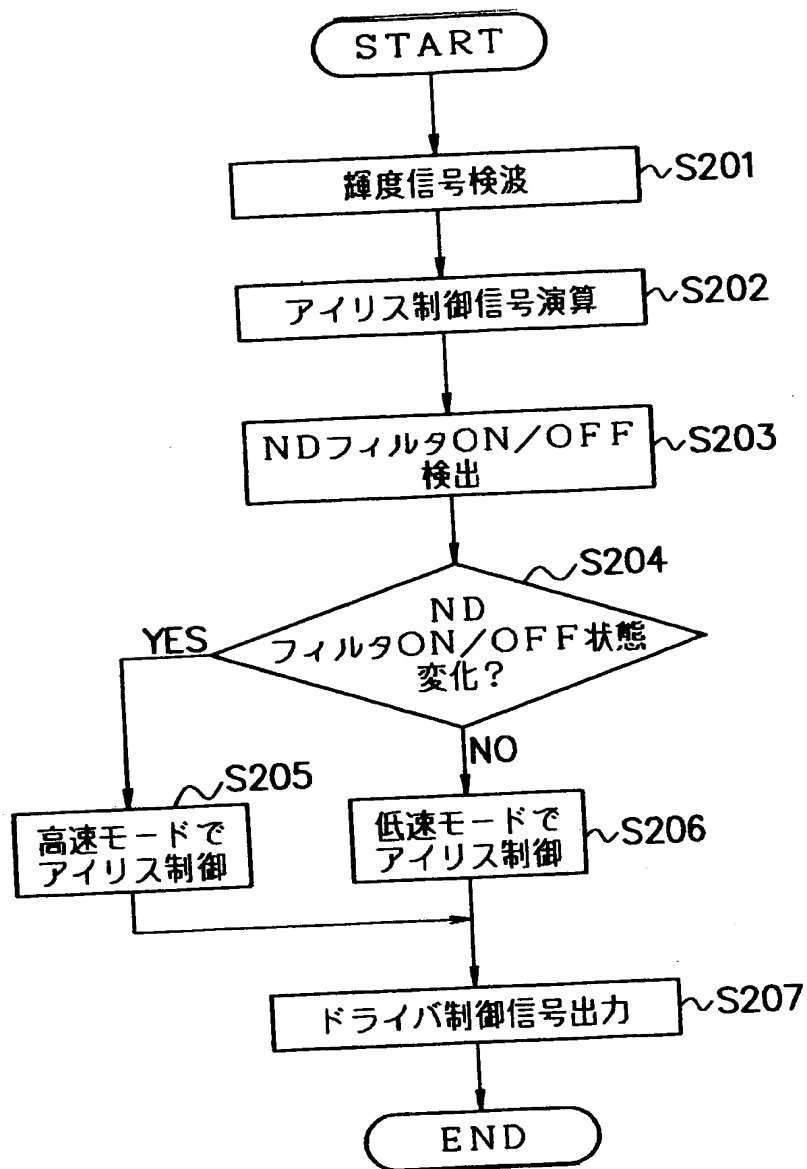 START
輝度信号検波
S201
アイリス制御信号演算
S202
NDフィルタON/OFF
検出
S203
S204
ND
フィルタON/OFF状態
変化?
YES
NO
S205
高速モードで
アイリス制御
低速モードで
アイリス制御
S206
ドライバ制御信号出力
S207
END